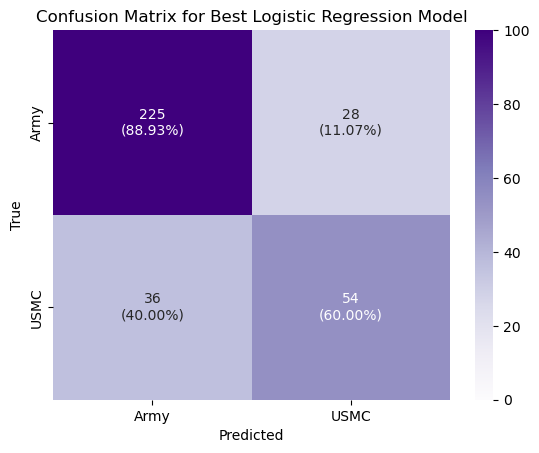 Confusion Matrix for Best Logistic Regression Model
Army
225
(88.93%)
28
(11.07%)
True
USMC
36
(40.00%)
54
(60.00%)
Army
USMC
Predicted
100
80
60
40
20
0